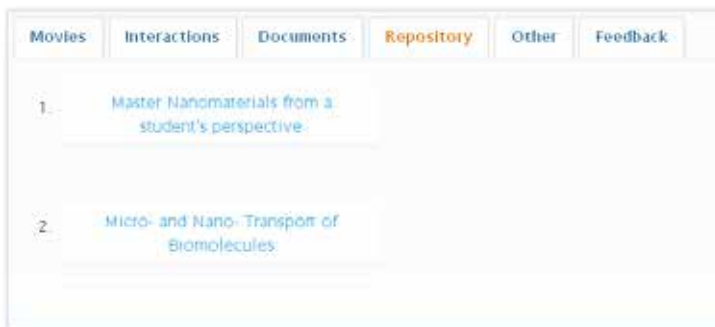 Movies Interactions Documents Repository Other Feedback
1. Master Nanomaterials from a
student's perspective
2. Micro- and Nano- Transport of
Biomolecules